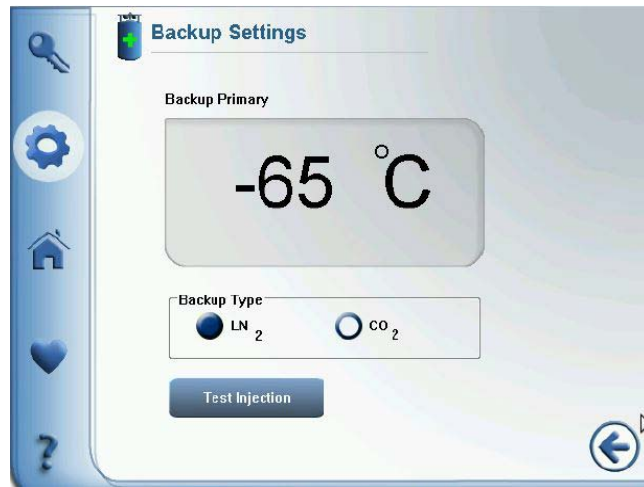 Backup Settings
Backup Primary
-65 °C
Backup Type
LN 2
CO 2
Test Injection
?